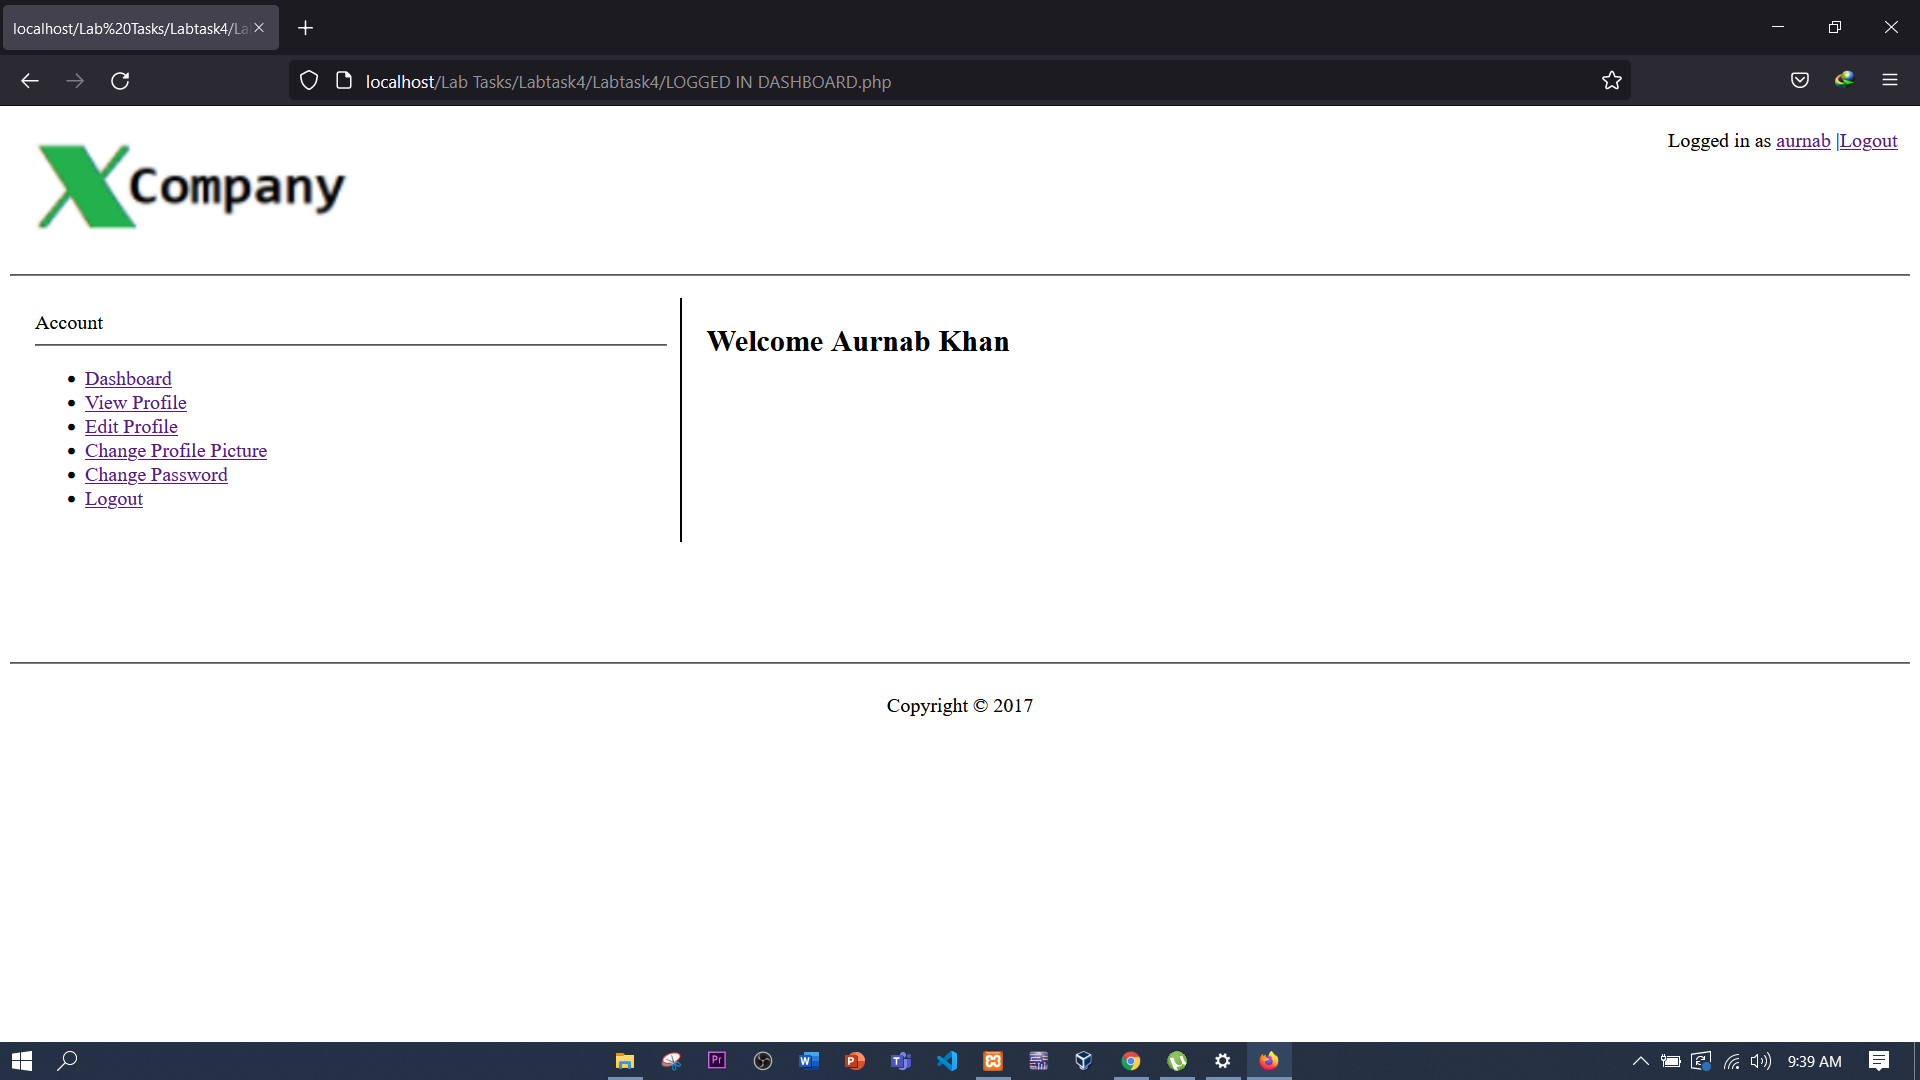 localhost/Lab%20Tasks/Labtask4/La
localhost/Lab Tasks/Labtask4/Labtask4/LOGGED IN DASHBOARD.php
X Company
Logged in as aurnab |Logout
Account
Dashboard
View Profile
Edit Profile
Change Profile Picture
Change Password
Logout
Welcome Aurnab Khan
Copyright © 2017
9:39 AM